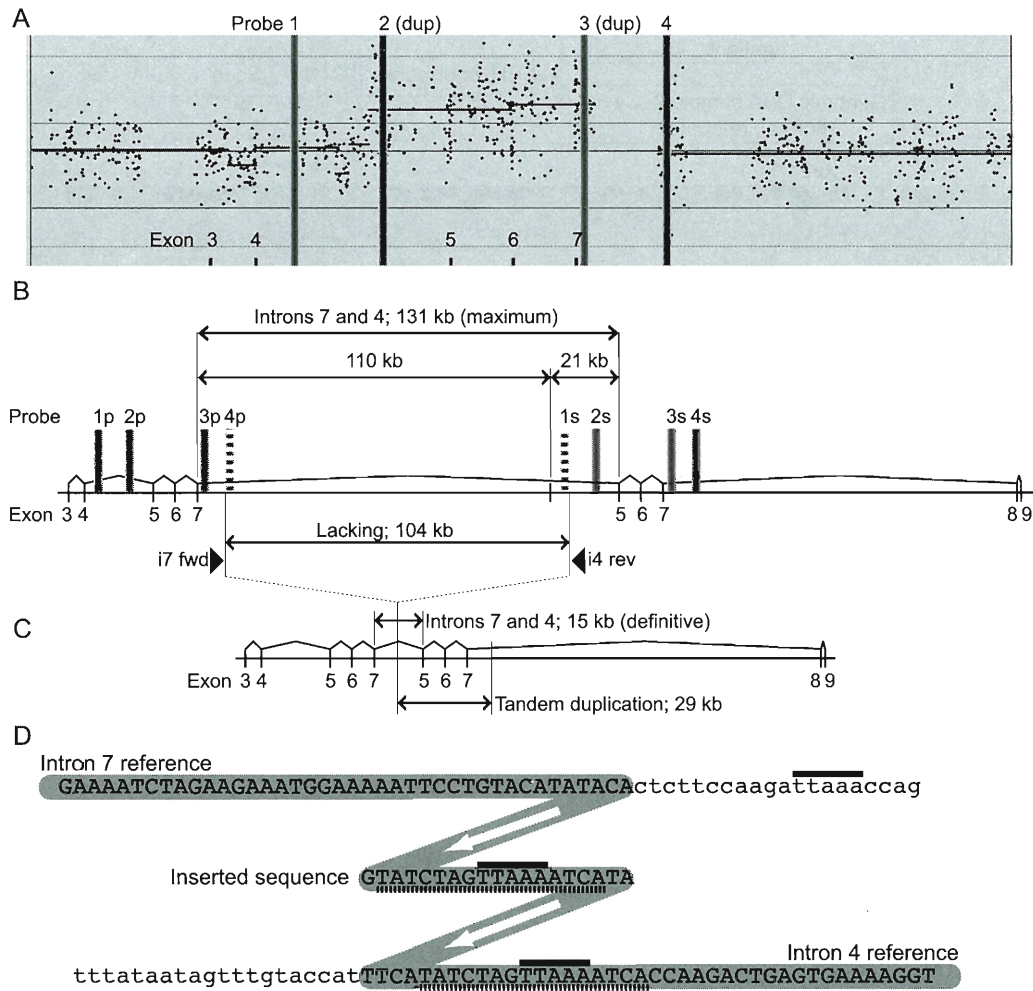 A
Probe 1 2 (dup) 3 (dup) 4
Exon 3 4 5 6 7
B
Introns 7 and 4; 131 kb (maximum)
110 kb 21 kb
Probe 1p 2p 3p 4p 1s 2s 3s 4s
Exon 3 4 5 6 7 5 6 7 8 9
Lacking; 104 kb
i7 fwd i4 rev
C
Introns 7 and 4; 15 kb (definitive)
Exon 3 4 5 6 7 5 6 7 8 9
Tandem duplication; 29 kb
D
Intron 7 reference
GAAAATCTAGAAGAAATGGAAAAATTCCTGTACATATACActcttccaagattaaaccag
Inserted sequence GTATCTAGTTAAAATCATA
Intron 4 reference
tttataatagtttgtaccatTTCATATCTAGTTAAAATCACCAAGACTGAGTGAAAAGGT